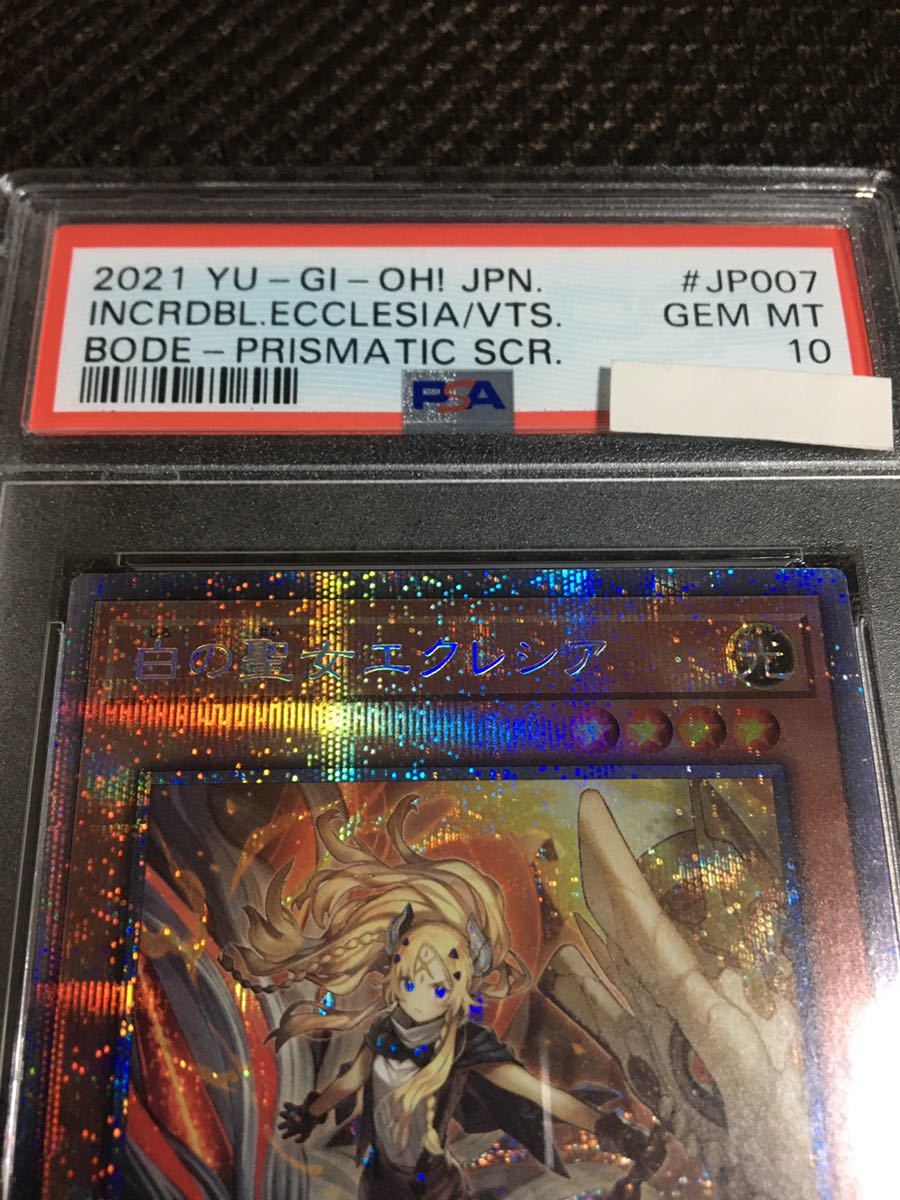 2021 YU-GI-OH! JPN. #JP007
INCRDBL.ECCLESIA/VTS. GEM MT
BODE-PRISMATIC SCR. 10
PSA
白の聖女エクレシア
光